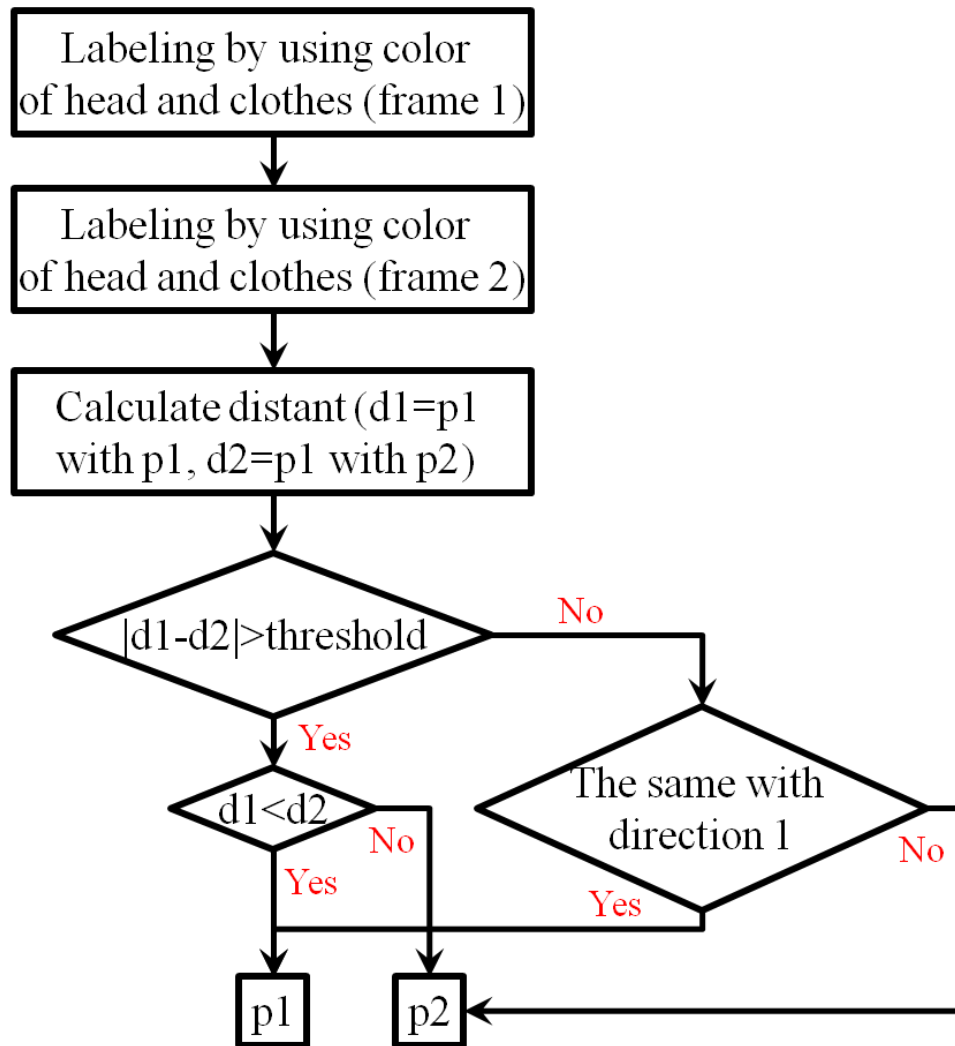 Labeling by using color
of head and clothes (frame 1)
Labeling by using color
of head and clothes (frame 2)
Calculate distant (d1=p1
with p1, d2=p1 with p2)
|d1-d2|>threshold
No
Yes
The same with
direction 1
d1<d2
No
No
Yes
Yes
p1
p2